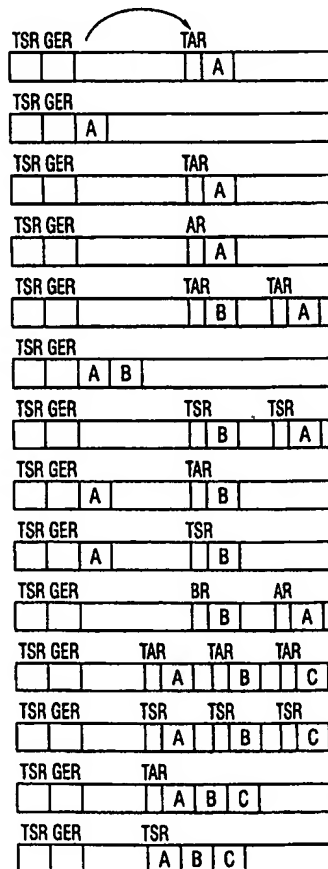 TSR GER TAR
A
TSR GER
A
TSR GER TAR
A
TSR GER AR
A
TSR GER TAR TAR
B A
TSR GER
A B
TSR GER TSR TSR
B A
TSR GER TAR
A B
TSR GER TSR
A B
TSR GER BR AR
B A
TSR GER TAR TAR TAR
A B C
TSR GER TSR TSR TSR
A B C
TSR GER TAR
A B C
TSR GER TSR
A B C